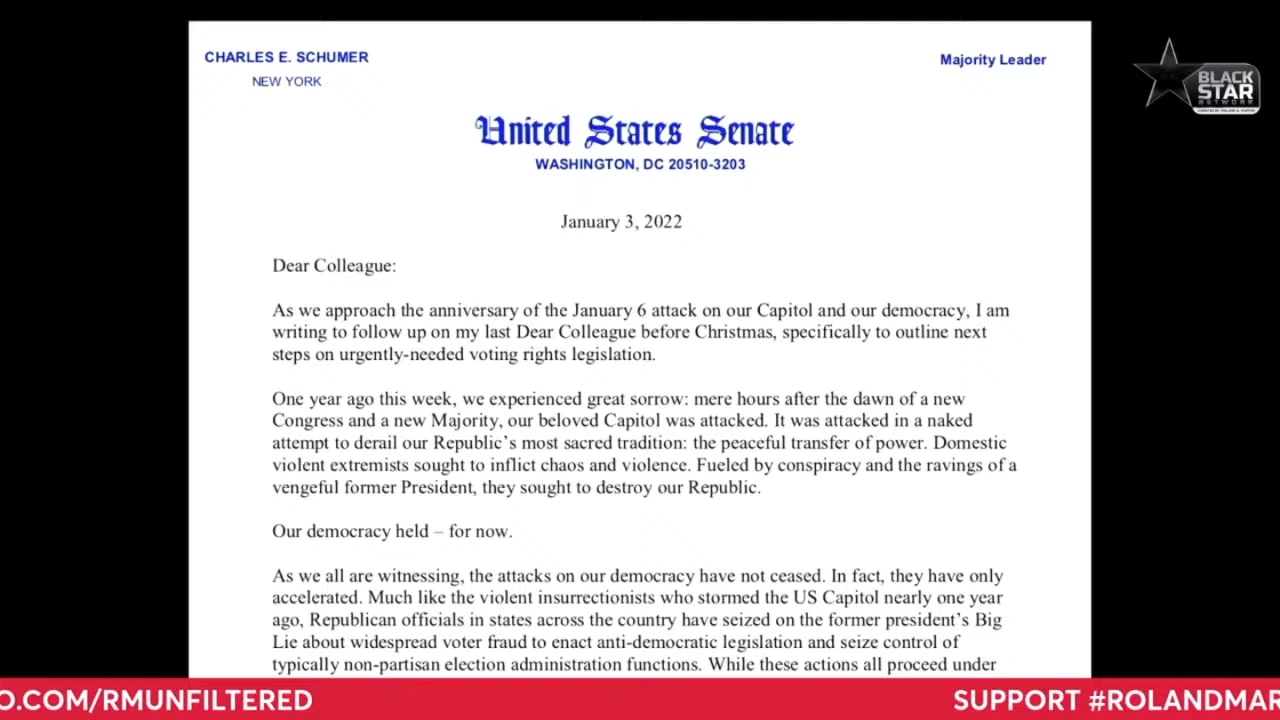 CHARLES E. SCHUMER
NEW YORK
Majority Leader
BLACK
STAR
NETWORK
United States Senate
WASHINGTON, DC 20510-3203
January 3, 2022
Dear Colleague:
As we approach the anniversary of the January 6 attack on our Capitol and our democracy, I am
writing to follow up on my last Dear Colleague before Christmas, specifically to outline next
steps on urgently-needed voting rights legislation.
One year ago this week, we experienced great sorrow: mere hours after the dawn of a new
Congress and a new Majority, our beloved Capitol was attacked. It was attacked in a naked
attempt to derail our Republic’s most sacred tradition: the peaceful transfer of power. Domestic
violent extremists sought to inflict chaos and violence. Fueled by conspiracy and the ravings of a
vengeful former President, they sought to destroy our Republic.
Our democracy held – for now.
As we all are witnessing, the attacks on our democracy have not ceased. In fact, they have only
accelerated. Much like the violent insurrectionists who stormed the US Capitol nearly one year
ago, Republican officials in states across the country have seized on the former president’s Big
Lie about widespread voter fraud to enact anti-democratic legislation and seize control of
typically non-partisan election administration functions. While these actions all proceed under
O.COM/RMUNFILTERED
SUPPORT #ROLANDMAR